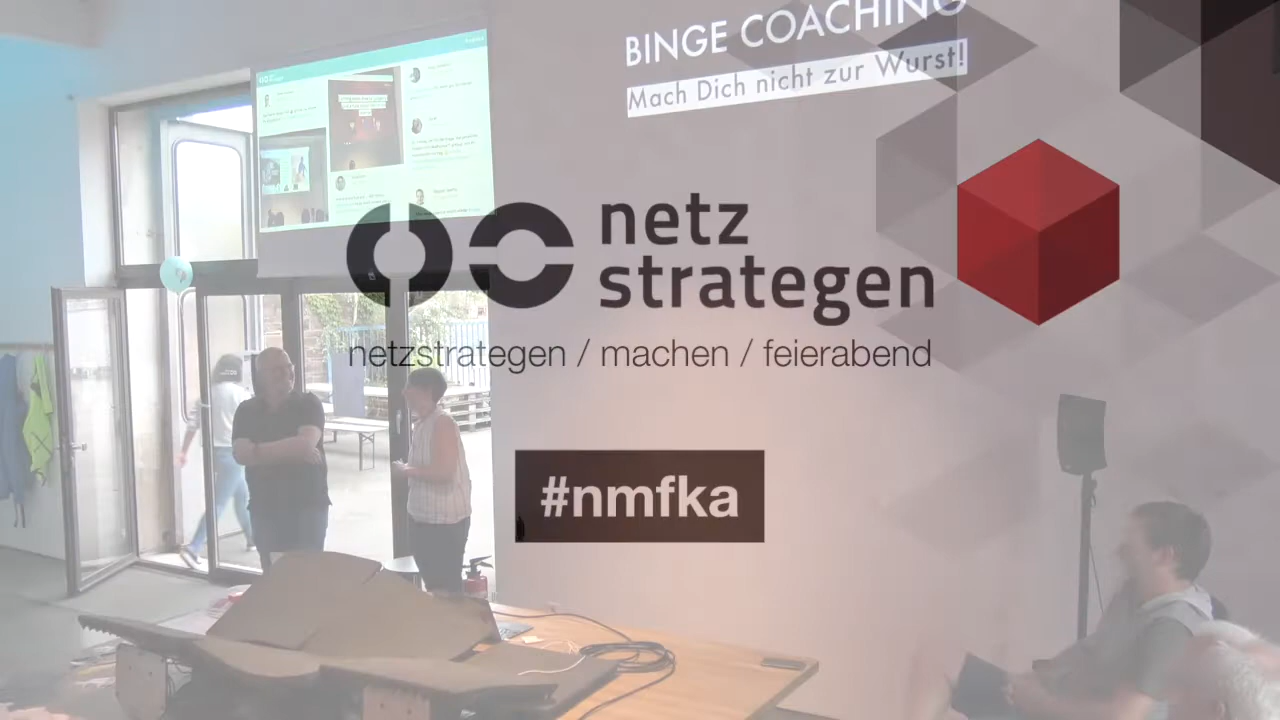 BINGE COACHING
Mach Dich nicht zur Wurst!
netz
strategen
netzstrategen / machen / feierabend
#nmfka